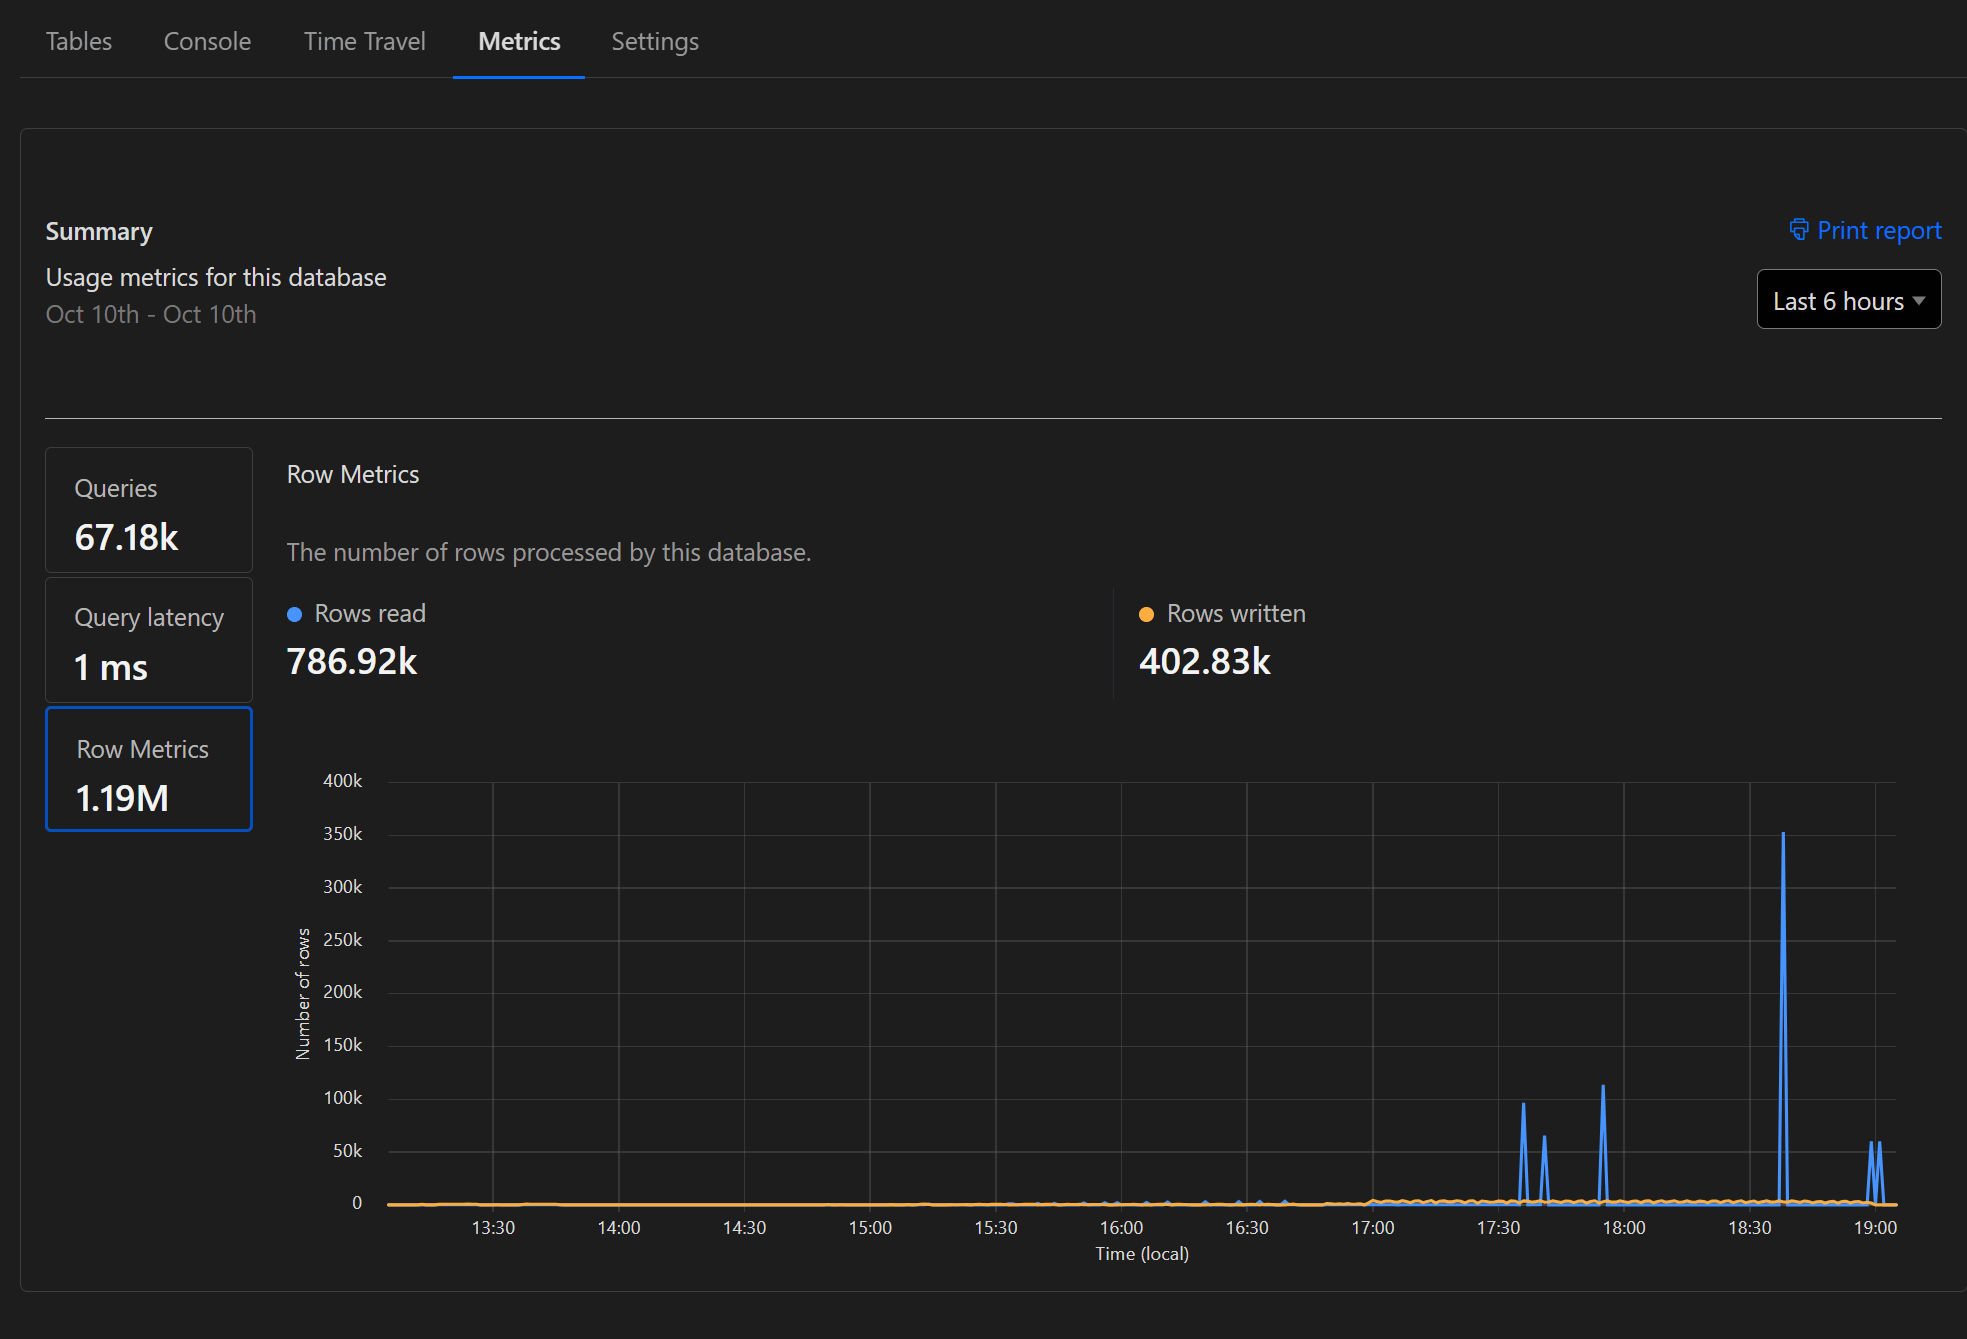 Tables Console Time Travel Metrics Settings
Summary
Print report
Usage metrics for this database
Oct 10th - Oct 10th
Last 6 hours
Queries
67.18k
Query latency
1 ms
Row Metrics
1.19M
Row Metrics
The number of rows processed by this database.
Rows read
786.92k
Rows written
402.83k
Number of rows
400k
350k
300k
250k
200k
150k
100k
50k
0
13:30 14:00 14:30 15:00 15:30 16:00 16:30 17:00 17:30 18:00 18:30 19:00
Time (local)